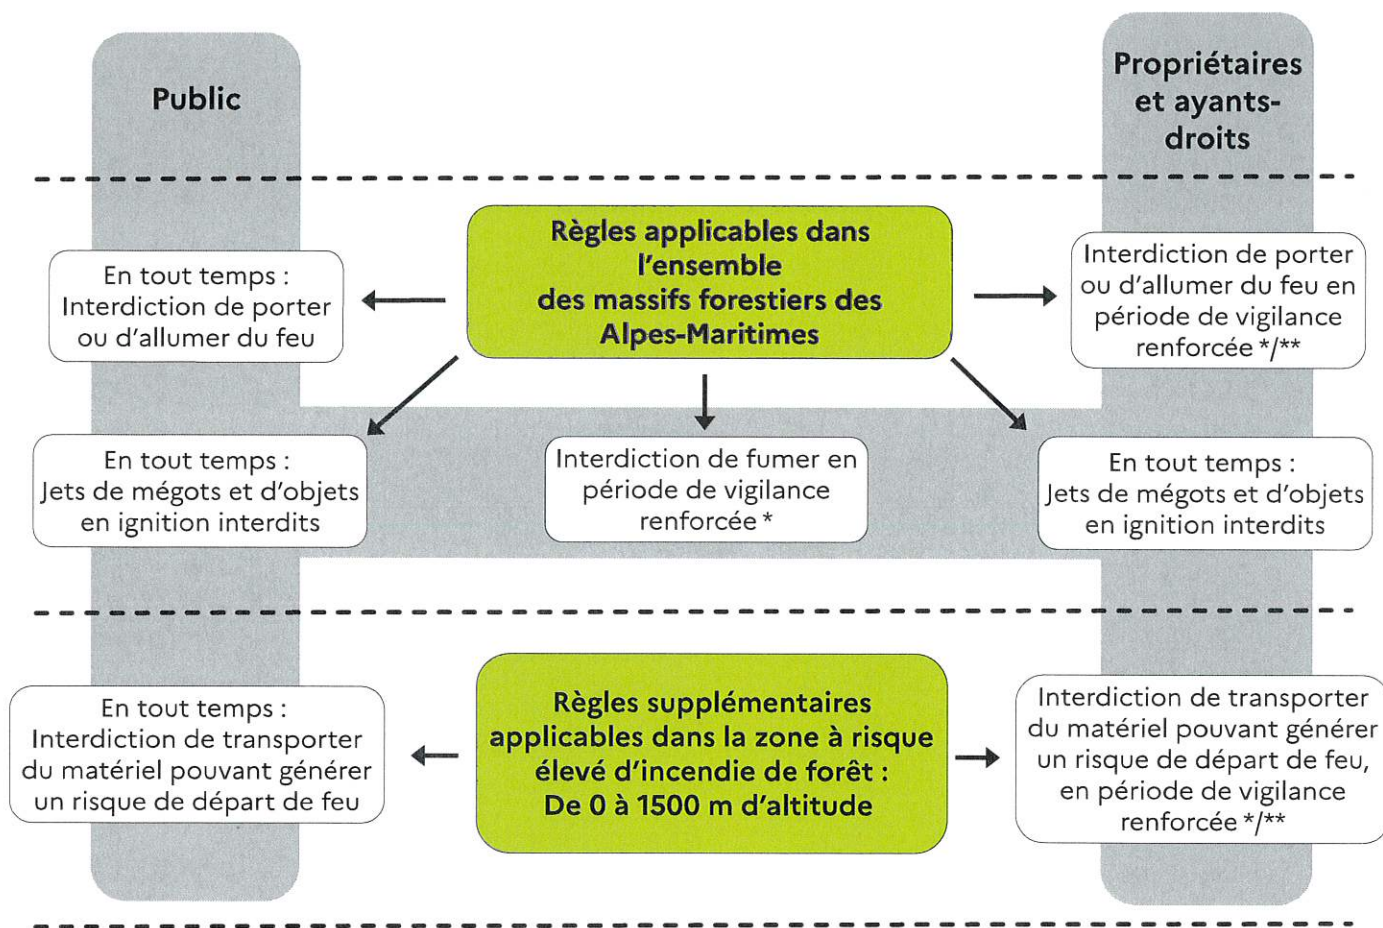 Public
Propriétaires
et ayants-
droits
Règles applicables dans
l'ensemble
des massifs forestiers des
Alpes-Maritimes
En tout temps :
Interdiction de porter
ou d'allumer du feu
Interdiction de porter
ou d'allumer du feu en
période de vigilance
renforcée */**
En tout temps :
Jets de mégots et d'objets
en ignition interdits
Interdiction de fumer en
période de vigilance
renforcée *
En tout temps :
Jets de mégots et d'objets
en ignition interdits
En tout temps :
Interdiction de transporter
du matériel pouvant générer
un risque de départ de feu
Règles supplémentaires
applicables dans la zone à risque
élevé d'incendie de forêt :
De 0 à 1500 m d'altitude
Interdiction de transporter
du matériel pouvant générer
un risque de départ de feu,
en période de vigilance
renforcée */**